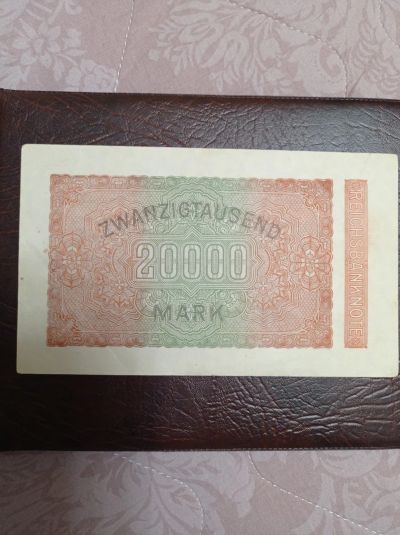 ZWANZIGTAUSEND
20000
MARK
REICHSBANKNOTE